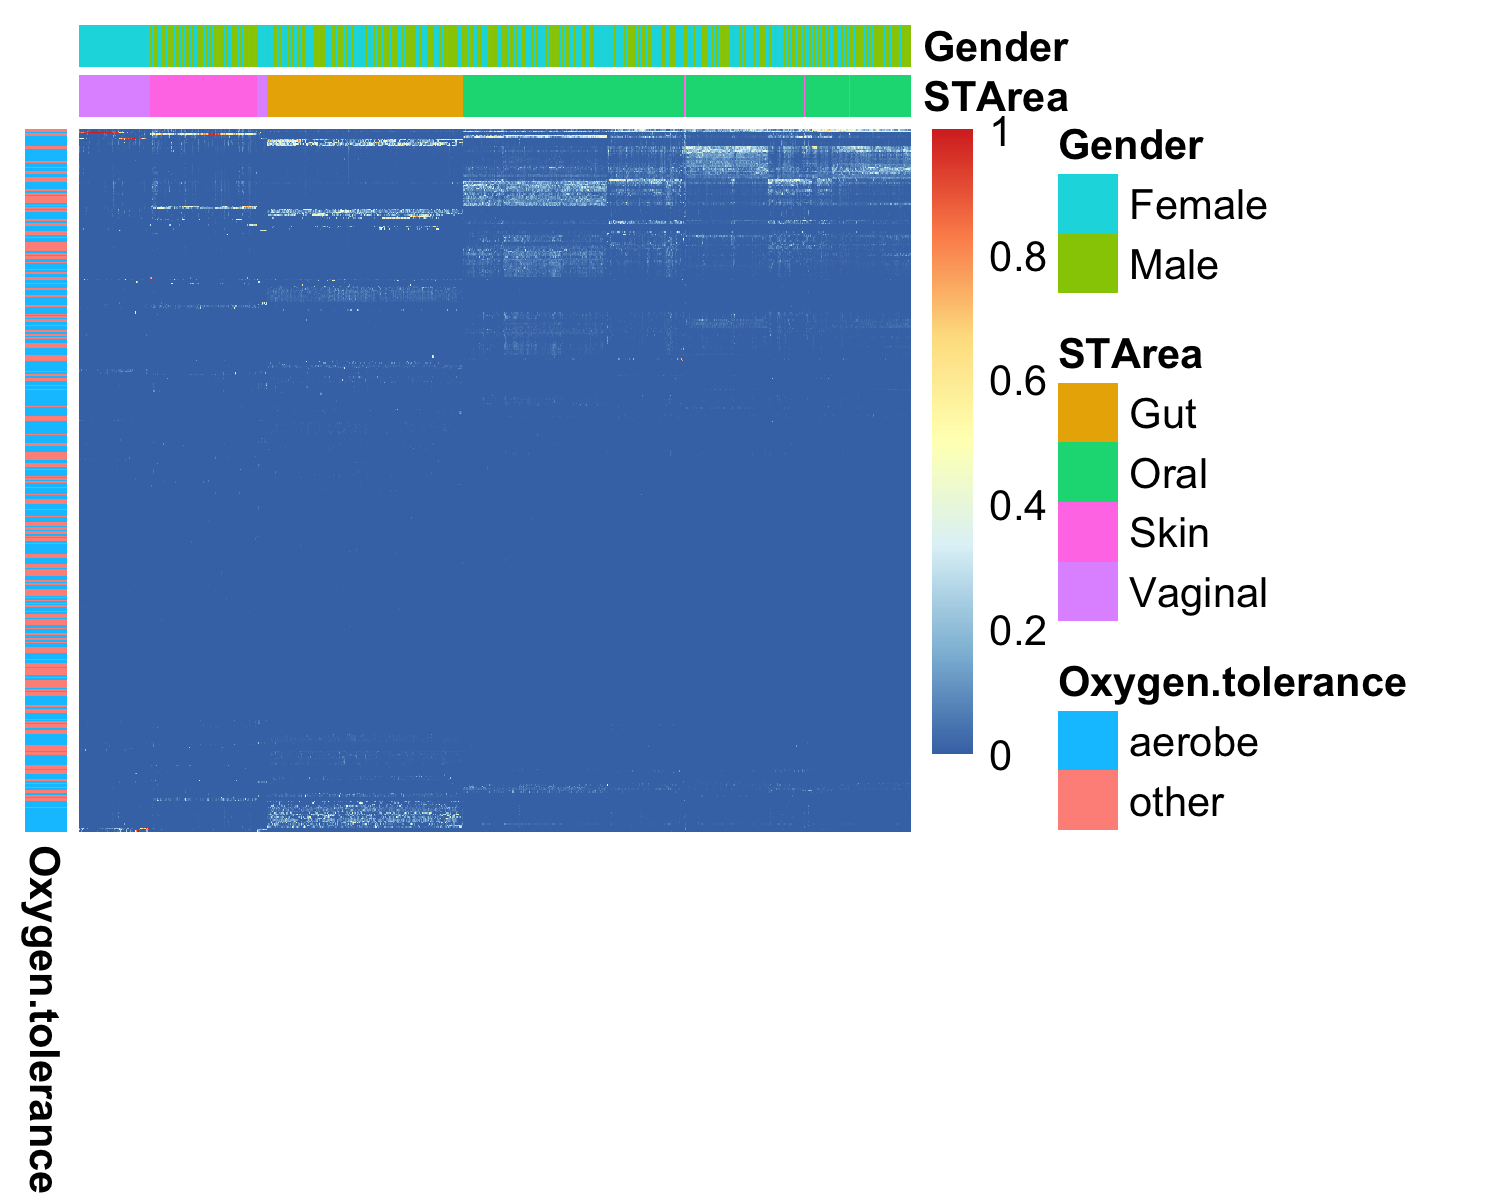 Gender
STArea
1
0.8
0.6
0.4
0.2
0
Gender
Female
Male
STArea
Gut
Oral
Skin
Vaginal
Oxygen.tolerance
aerobe
other
Oxygen.tolerance